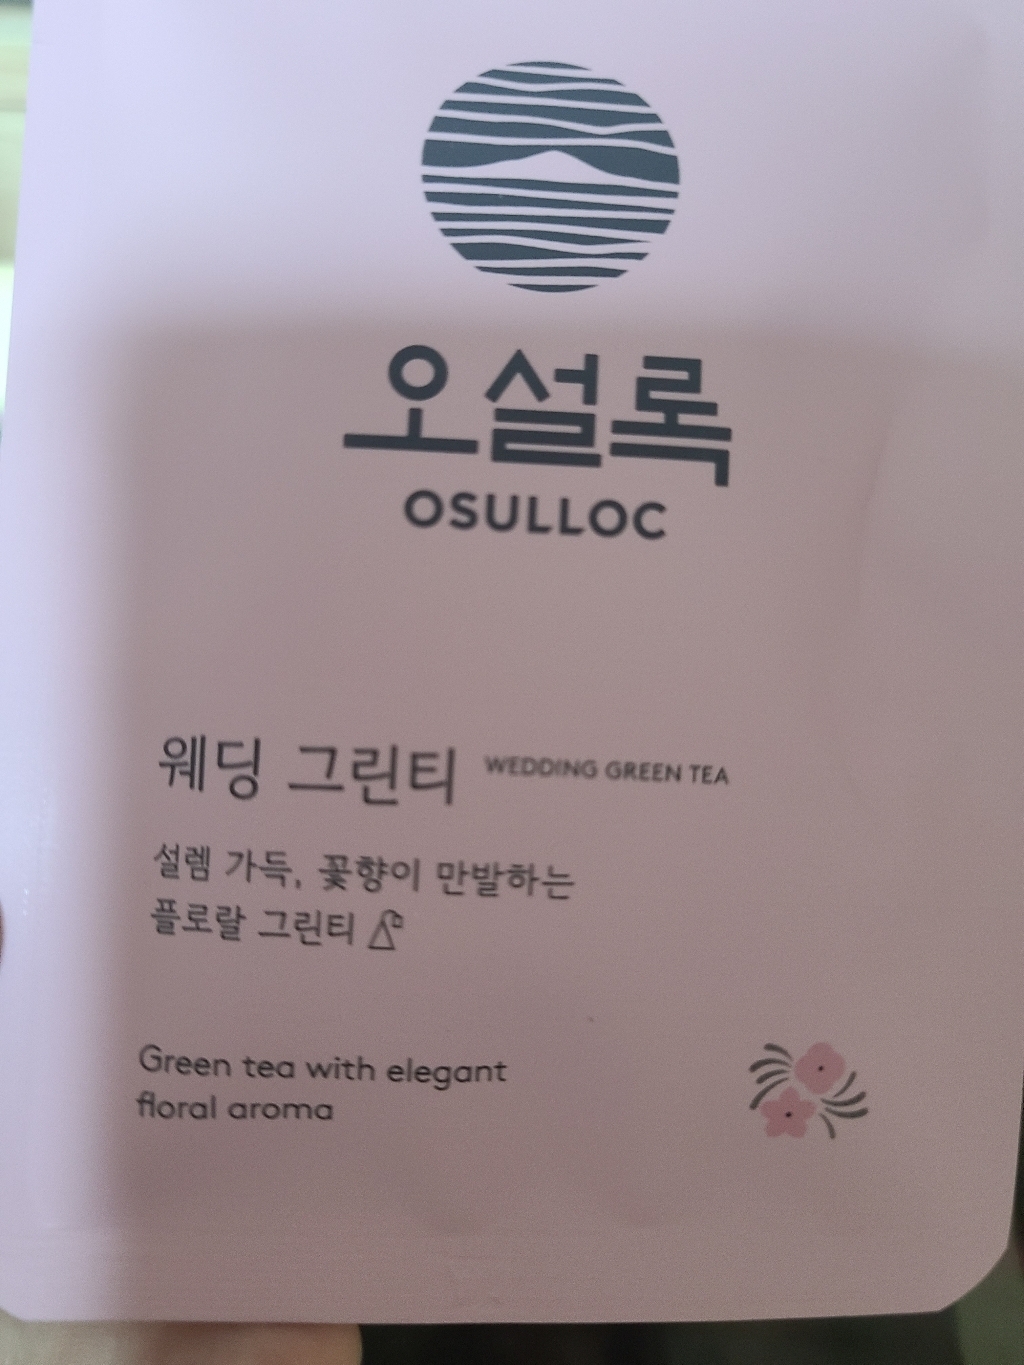 오설록
OSULLOC
웨딩 그린티 WEDDING GREEN TEA
설렘 가득, 꽃향이 만발하는
플로랄 그린티
Green tea with elegant
floral aroma